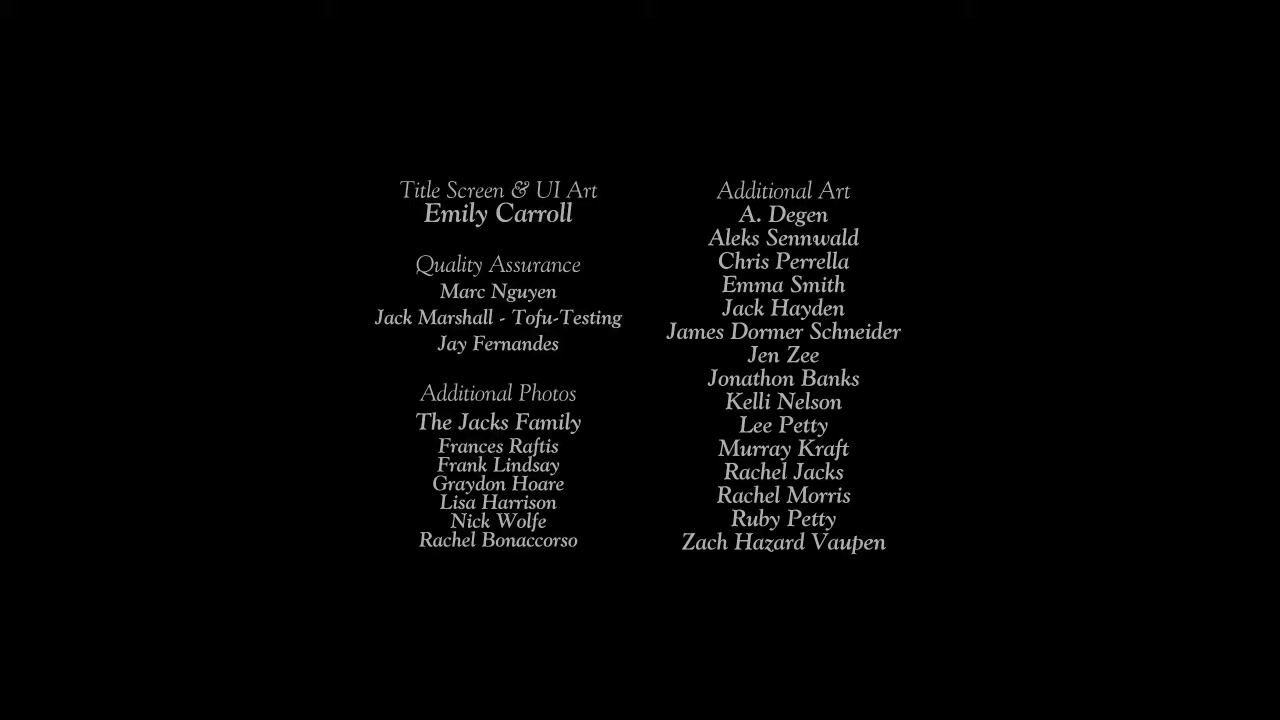 Title Screen & UI Art
Emily Carroll
Quality Assurance
Marc Nguyen
Jack Marshall - Tofu-Testing
Jay Fernandes
Additional Photos
The Jacks Family
Frances Raftis
Frank Lindsay
Graydon Hoare
Lisa Harrison
Nick Wolfe
Rachel Bonaccorso
Additional Art
A. Degen
Aleks Sennwald
Chris Perrella
Emma Smith
Jack Hayden
James Dormer Schneider
Jen Zee
Jonathon Banks
Kelli Nelson
Lee Petty
Murray Kraft
Rachel Jacks
Rachel Morris
Ruby Petty
Zach Hazard Vaupen